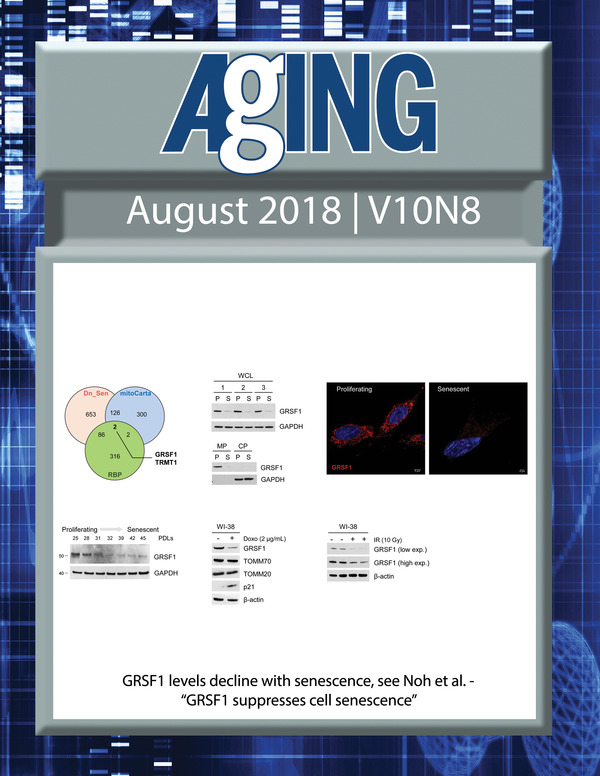 AgING
August 2018 | V10N8
Dn_Sen mitoCarta
653 126 300
2
86 2
316
RBP
GRSF1
TRMT1
WCL
1 2 3
P S P S P S
GRSF1
GAPDH
MP CP
P S P S
GRSF1
GAPDH
Proliferating
GRSF1
Senescent
Proliferating Senescent
25 28 31 32 39 42 45 PDLs
50 GRSF1
40 GAPDH
WI-38
- + Doxo (2 µg/mL)
GRSF1
TOMM70
TOMM20
p21
β-actin
WI-38
- - + + IR (10 Gy)
GRSF1 (low exp.)
GRSF1 (high exp.)
β-actin
GRSF1 levels decline with senescence, see Noh et al. -
“GRSF1 suppresses cell senescence”